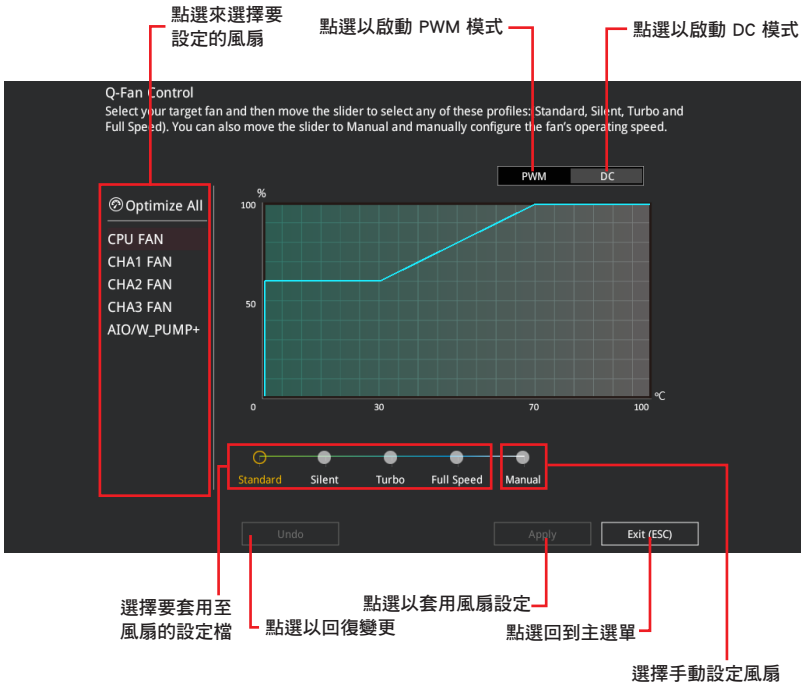 點選來選擇要
設定的風扇
點選以啟動 PWM 模式
點選以啟動 DC 模式
Q-Fan Control
Select your target fan and then move the slider to select any of these profiles: Standard, Silent, Turbo and
Full Speed). You can also move the slider to Manual and manually configure the fan's operating speed.
PWM
DC
Optimize All
CPU FAN
CHA1 FAN
CHA2 FAN
CHA3 FAN
AIO/W_PUMP+
%
100
50
0
30
70
100
ºC
Standard
Silent
Turbo
Full Speed
Manual
Undo
Apply
Exit (ESC)
選擇要套用至
風扇的設定檔
點選以回復變更
點選以套用風扇設定
點選回到主選單
選擇手動設定風扇